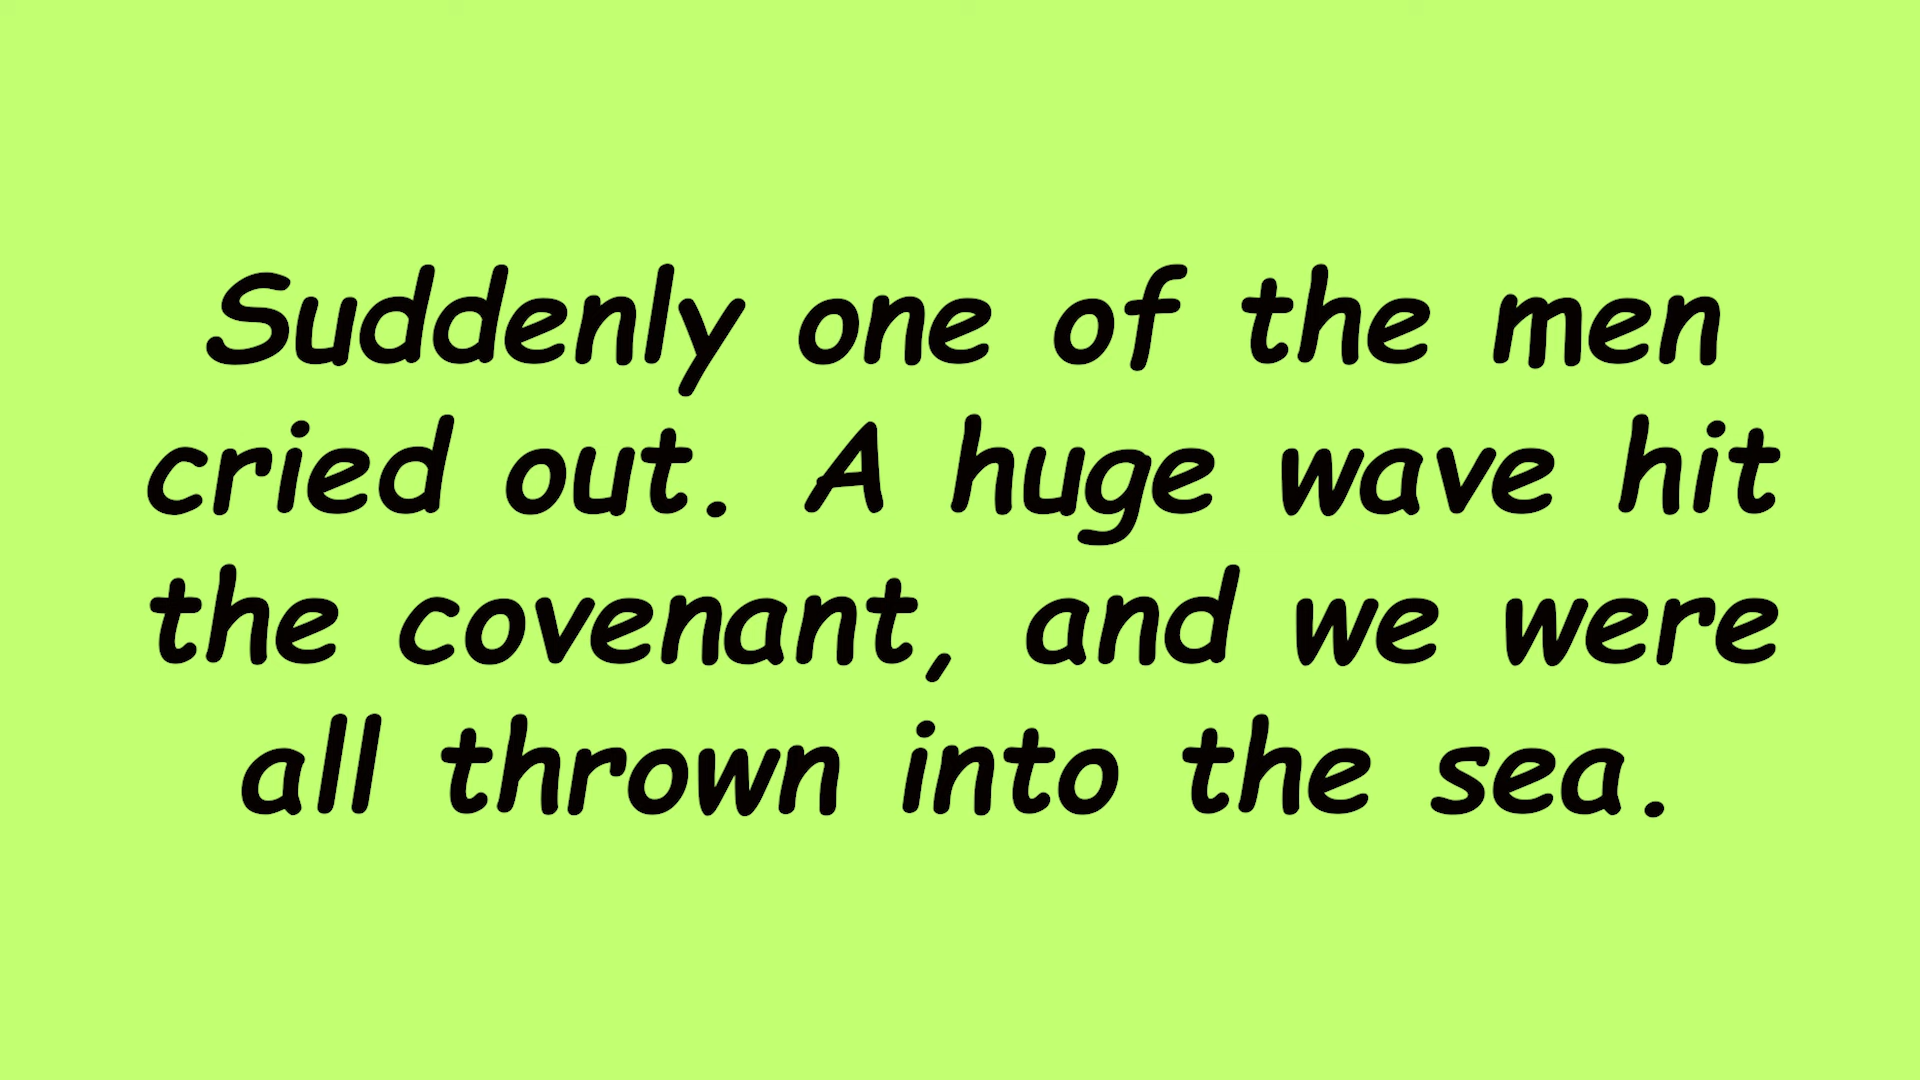 Suddenly one of the men
cried out. A huge wave hit
the covenant, and we were
all thrown into the sea.